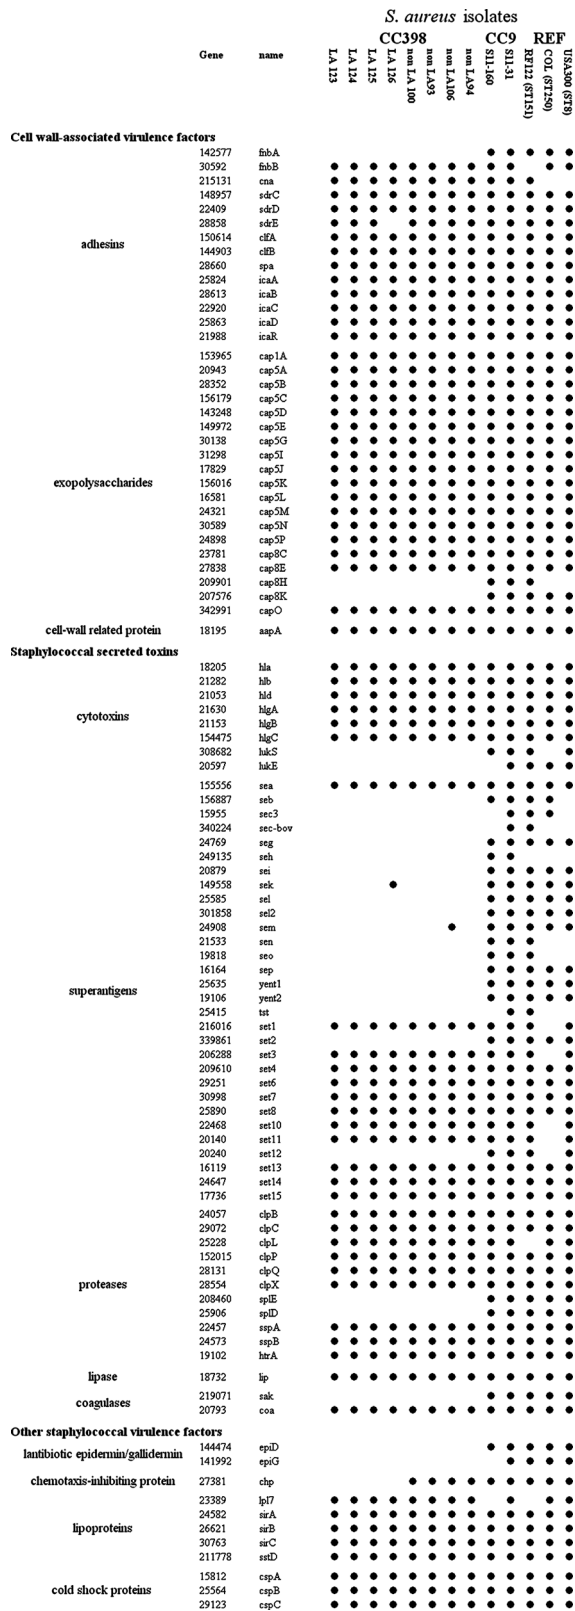 S. aureus isolates
CC398 CC9 REF
Gene name LA 123 LA 124 LA 125 LA 126 non LA 100 non LA93 non LA106 non LA94 S11-160 S11-31 RF122 (ST151) COL (ST250) USA300 (ST8)
Cell wall-associated virulence factors
142577 fnbA
30592 fnbB
215131 cna
148957 sdrC
22409 sdrD
28858 sdrE
150614 clfA
adhesins
144903 clfB
28660 spa
25824 icaA
28613 icaB
22920 icaC
25863 icaD
21988 icaR
153965 cap1A
20943 cap5A
28352 cap5B
156179 cap5C
143248 cap5D
149972 cap5E
30138 cap5G
31298 cap5I
17829 cap5J
exopolysaccharides 156016 cap5K
16581 cap5L
24321 cap5M
30589 cap5N
24898 cap5P
23781 cap8C
27838 cap8E
209901 cap8H
207576 cap8K
342991 capO
cell-wall related protein 18195 aapA
Staphylococcal secreted toxins
18205 hla
21282 hlb
21053 hld
21630 hlgA
cytotoxins
21153 hlgB
154475 hlgC
308682 lukS
20597 lukE
155556 sea
156887 seb
15955 sec3
340224 sec-bov
24769 seg
249135 seh
20879 sei
149558 sek
25585 sel
301858 sel2
24908 sem
21533 sen
19818 seo
16164 sep
25635 yent1
superantigens
19106 yent2
25415 tst
216016 set1
339861 set2
206288 set3
209610 set4
29251 set6
30998 set7
25890 set8
22468 set10
20140 set11
20240 set12
16119 set13
24647 set14
17736 set15
24057 clpB
29072 clpC
25228 clpL
152015 clpP
28131 clpQ
proteases 28554 clpX
208460 splE
25906 splD
22457 sspA
24573 sspB
19102 htrA
lipase 18732 lip
219071 sak
coagulases
20793 coa
Other staphylococcal virulence factors
144474 epiD
lantibiotic epidermin/gallidermin
141992 epiG
chemotaxis-inhibiting protein 27381 chp
23389 lpl7
24582 sirA
lipoproteins 26621 sirB
30763 sirC
211778 sstD
15812 cspA
cold shock proteins 25564 cspB
29123 cspC